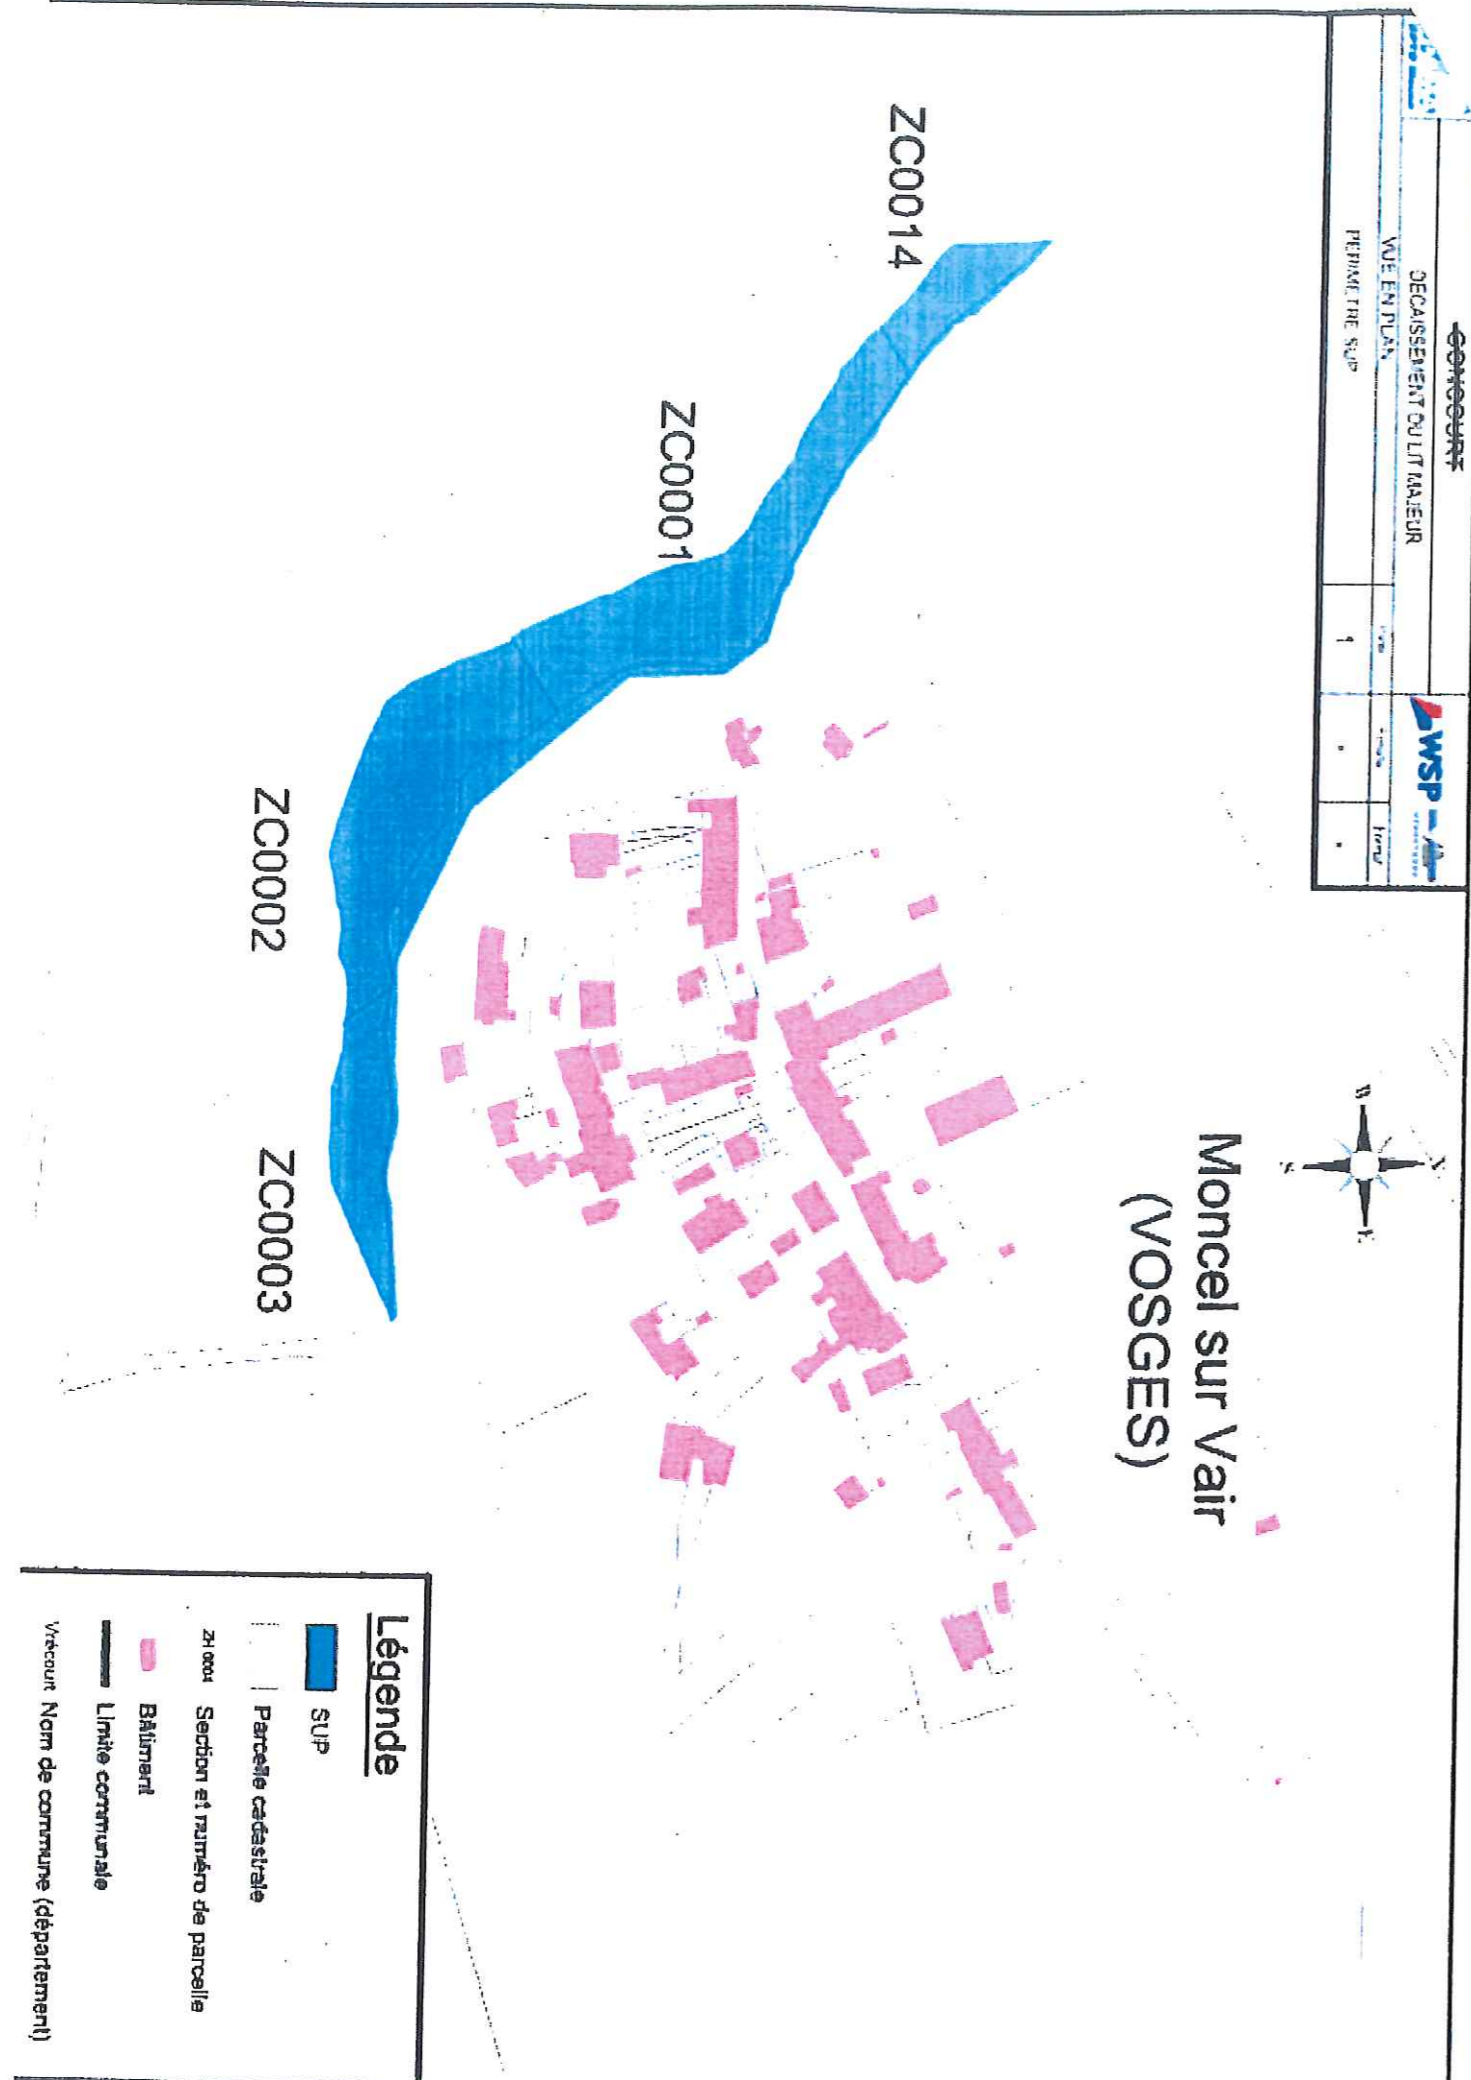 GONCOURT
DECAISSEMENT DU LIT MAJEUR
VUE EN PLAN
PERIMETRE SUP
1
WSP
Moncel sur Vair
(VOSGES)
N
E
ZC0014
ZC0001
ZC0002
ZC0003
Légende
SUP
Parcelle cadastrale
ZH 0004 Section et numéro de parcelle
Bâtiment
Limite communale
Vrécourt Nom de commune (département)